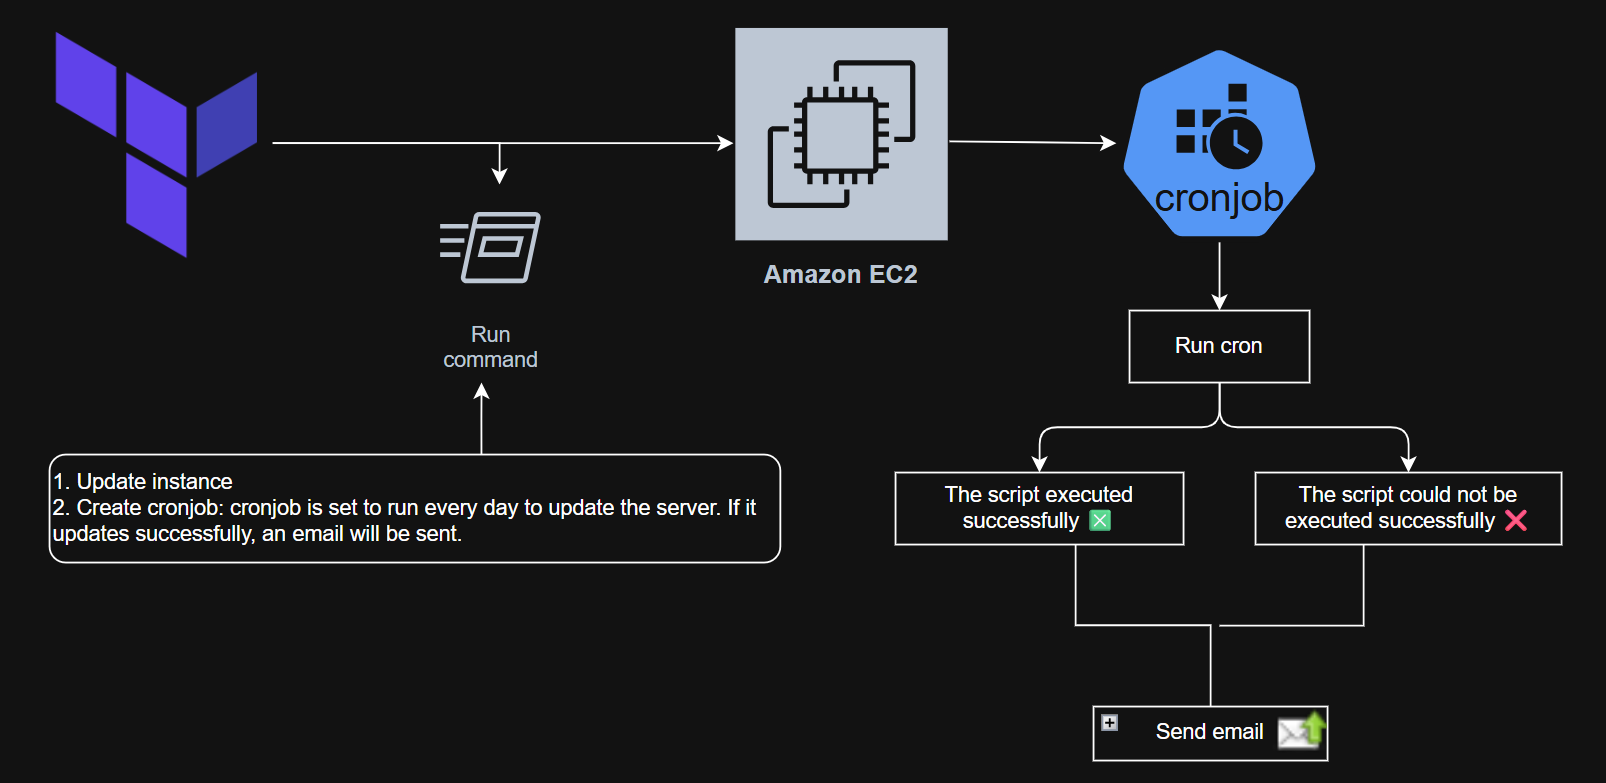 cronjob
Amazon EC2
Run
command
Run cron
1. Update instance
2. Create cronjob: cronjob is set to run every day to update the server. If it
updates successfully, an email will be sent.
The script executed
successfully
The script could not be
executed successfully
Send email